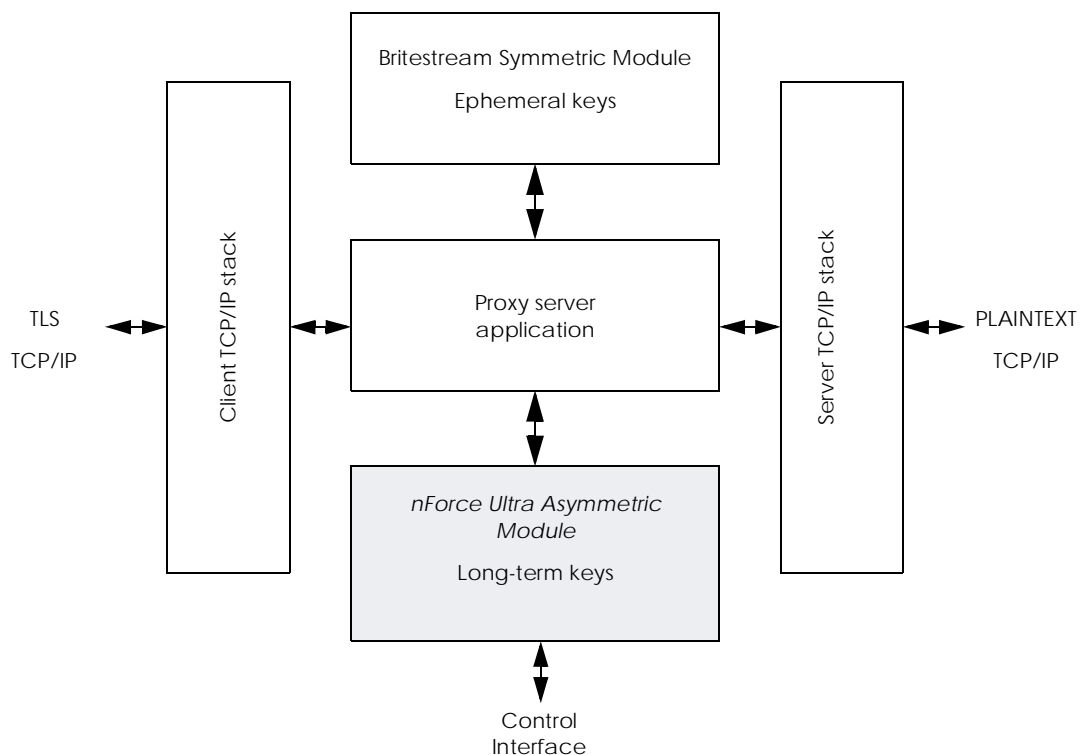 Britestream Symmetric Module
Ephemeral keys
Client TCP/IP stack
Server TCP/IP stack
Proxy server
application
TLS
TCP/IP
PLAINTEXT
TCP/IP
nForce Ultra Asymmetric
Module
Long-term keys
Control
Interface